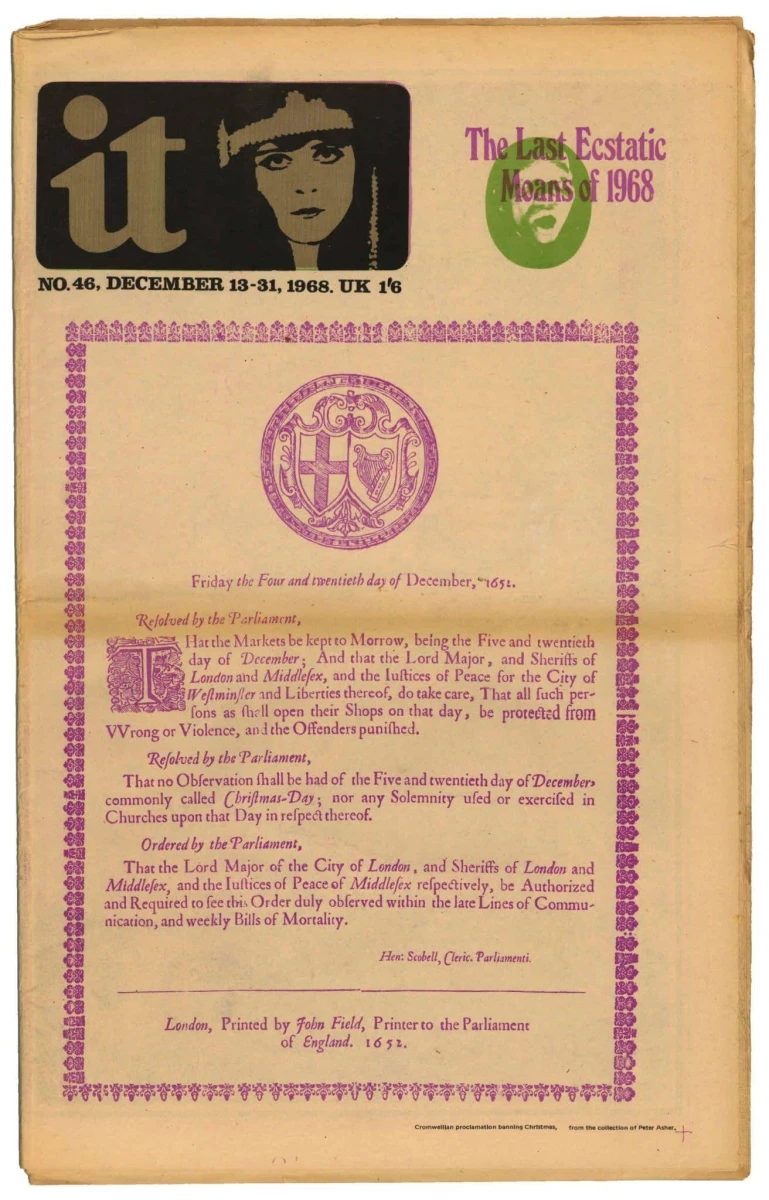 it
The Last Ecstatic
Moans of 1968
NO. 46, DECEMBER 13-31, 1968. UK 1'6
Friday the Four and twentieth day of December, 1652.
Reſolved by the Parliament,
THat the Markets be kept to Morrow, being the Five and twentieth
day of December; And that the Lord Major, and Sheriffs of
London and Middleſex, and the Iuſtices of Peace for the City of
Weſtminſter and Liberties thereof, do take care, That all ſuch per-
ſons as ſhall open their Shops on that day, be protected from
VVrong or Violence, and the Offenders puniſhed.
Reſolved by the Parliament,
That no Obſervation ſhall be had of the Five and twentieth day of December,
commonly called Chriſtmas-Day; nor any Solemnity uſed or exerciſed in
Churches upon that Day in reſpect thereof.
Ordered by the Parliament,
That the Lord Major of the City of London, and Sheriffs of London and
Middleſex, and the Iuſtices of Peace of Middleſex reſpectively, be Authorized
and Required to ſee this Order duly obſerved within the late Lines of Commu-
nication, and weekly Bills of Mortality.
Hen: Scobell, Cleric. Parliamenti.
London, Printed by John Field, Printer to the Parliament
of England. 1652.
Cromwellian proclamation banning Christmas, from the collection of Peter Asher.